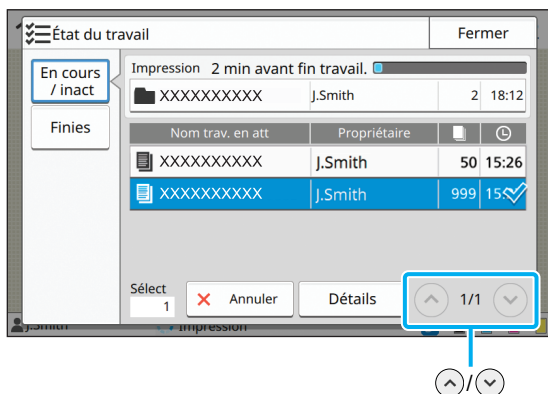 État du travail
Fermer
En cours / inact
Finies
Impression 2 min avant fin travail.
XXXXXXXXXX J.Smith 2 18:12
Nom trav. en att Propriétaire
XXXXXXXXXX J.Smith 50 15:26
XXXXXXXXXX J.Smith 999
Sélect
1
Annuler
Détails
1/1
J.Smith Impression
/